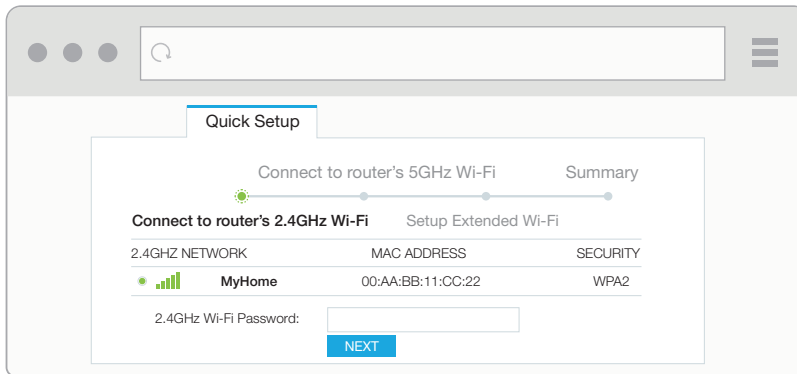 Quick Setup
Connect to router's 5GHz Wi-Fi Summary
Connect to router's 2.4GHz Wi-Fi Setup Extended Wi-Fi
2.4GHZ NETWORK MAC ADDRESS SECURITY
MyHome 00:AA:BB:11:CC:22 WPA2
2.4GHz Wi-Fi Password:
NEXT